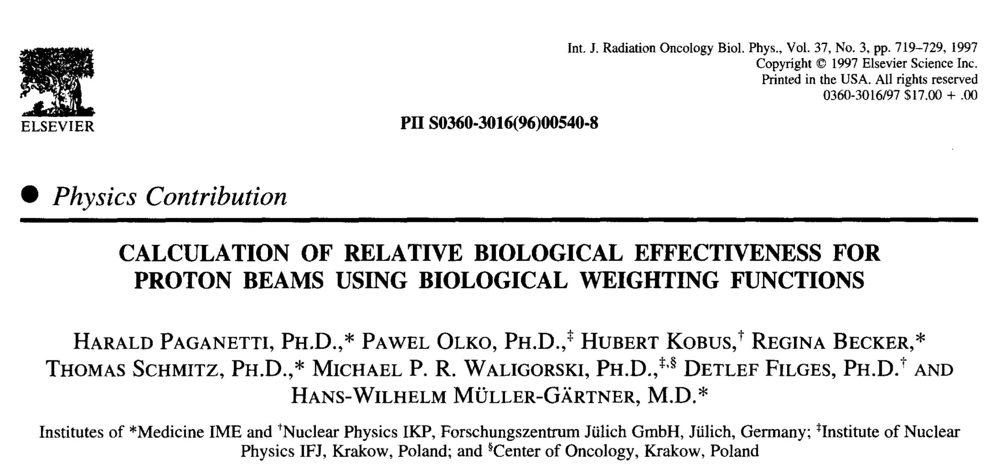 Int. J. Radiation Oncology Biol. Phys., Vol. 37, No. 3, pp. 719–729, 1997
Copyright © 1997 Elsevier Science Inc.
Printed in the USA. All rights reserved
0360-3016/97 $17.00 + .00
ELSEVIER
PII S0360-3016(96)00540-8
● Physics Contribution
CALCULATION OF RELATIVE BIOLOGICAL EFFECTIVENESS FOR
PROTON BEAMS USING BIOLOGICAL WEIGHTING FUNCTIONS
HARALD PAGANETTI, PH.D.,* PAWEL OLKO, PH.D.,‡ HUBERT KOBUS,† REGINA BECKER,*
THOMAS SCHMITZ, PH.D.,* MICHAEL P. R. WALIGORSKI, PH.D.,‡,§ DETLEF FILGES, PH.D.† AND
HANS-WILHELM MÜLLER-GÄRTNER, M.D.*
Institutes of *Medicine IME and †Nuclear Physics IKP, Forschungszentrum Jülich GmbH, Jülich, Germany; ‡Institute of Nuclear
Physics IFJ, Krakow, Poland; and §Center of Oncology, Krakow, Poland